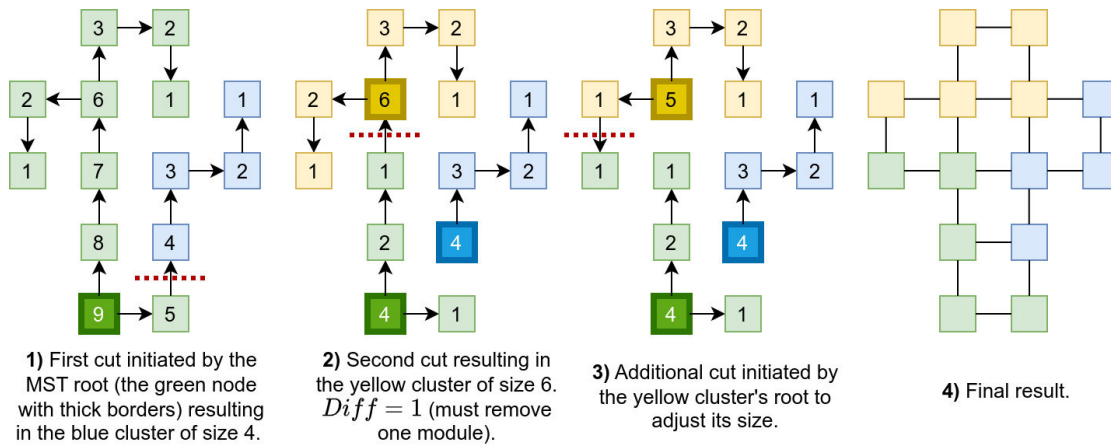 3 2
2 6 1 1
1 7 3 2
8 4
9 5
1) First cut initiated by the
MST root (the green node
with thick borders) resulting
in the blue cluster of size 4.
3 2
2 6 1 1
1 1 3 2
2 4
4 1
2) Second cut resulting in
the yellow cluster of size 6.
Diff = 1 (must remove
one module).
3 2
1 5 1 1
1 1 3 2
2 4
4 1
3) Additional cut initiated by
the yellow cluster's root to
adjust its size.
4) Final result.